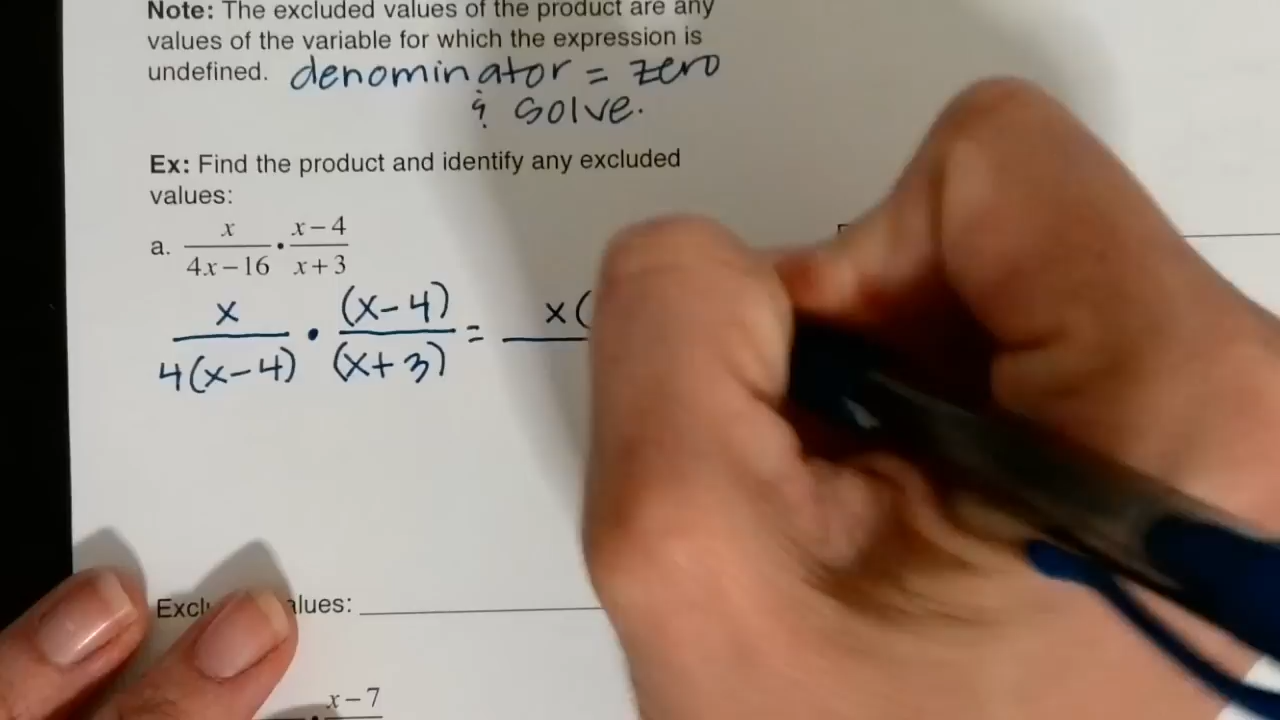 Note: The excluded values of the product are any
values of the variable for which the expression is
undefined. denominator = zero
& solve.
Ex: Find the product and identify any excluded
values:
a. x/(4x-16) · (x-4)/(x+3)
x/4(x-4) · (x-4)/(x+3) = x(
Excl alues:
· x-7